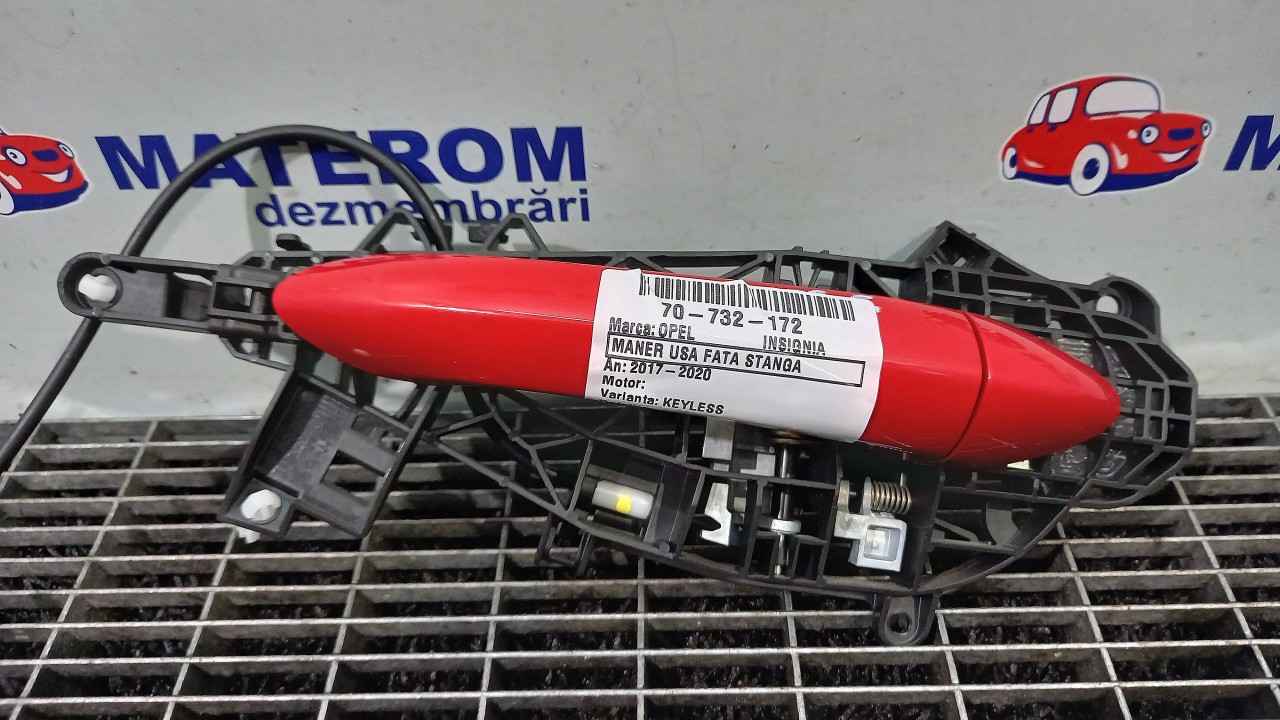 MATEROM
dezmembrări
M
70-732-172
Marca: OPEL INSIGNIA
MANER USA FATA STANGA
An: 2017-2020
Motor:
Varianta: KEYLESS